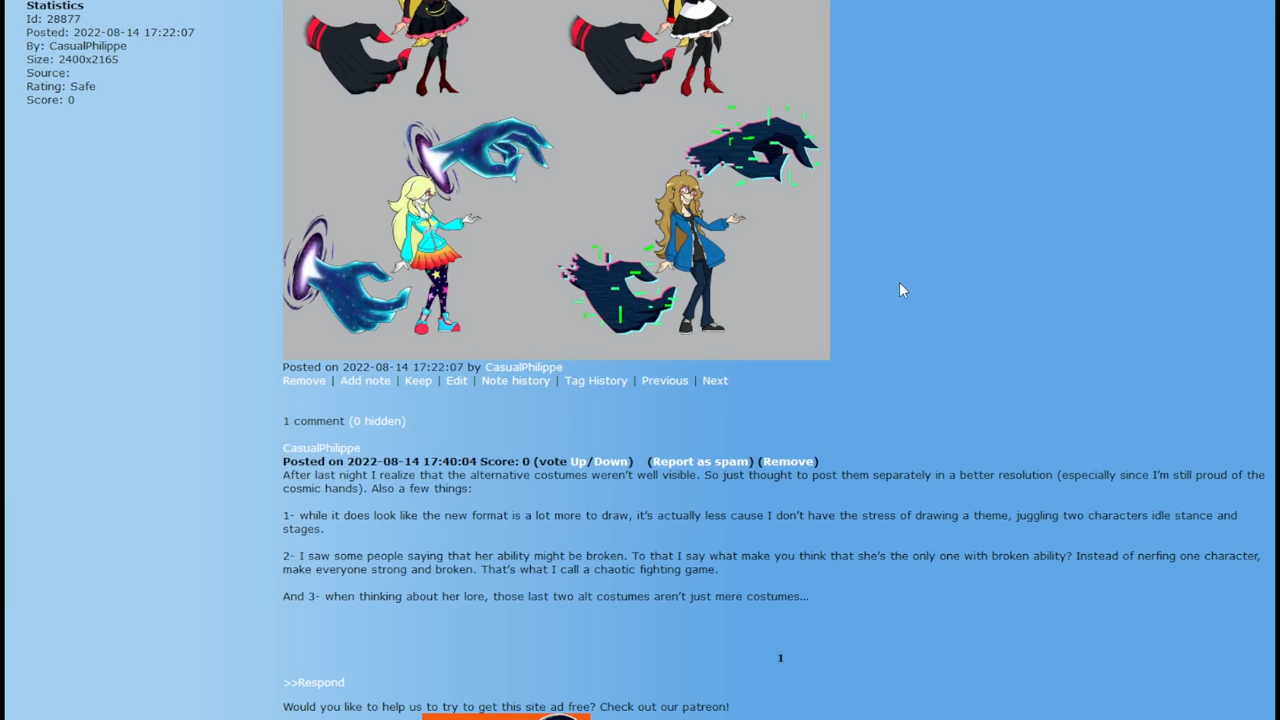 Statistics
Id: 28877
Posted: 2022-08-14 17:22:07
By: CasualPhilippe
Size: 2400x2165
Source:
Rating: Safe
Score: 0
Posted on 2022-08-14 17:22:07 by CasualPhilippe
Remove | Add note | Keep | Edit | Note history | Tag History | Previous | Next
1 comment (0 hidden)
CasualPhilippe
Posted on 2022-08-14 17:40:04 Score: 0 (vote Up/Down) (Report as spam) (Remove)
After last night I realize that the alternative costumes weren't well visible. So just thought to post them separately in a better resolution (especially since I'm still proud of the
cosmic hands). Also a few things:
1- while it does look like the new format is a lot more to draw, it's actually less cause I don't have the stress of drawing a theme, juggling two characters idle stance and
stages.
2- I saw some people saying that her ability might be broken. To that I say what make you think that she's the only one with broken ability? Instead of nerfing one character,
make everyone strong and broken. That's what I call a chaotic fighting game.
And 3- when thinking about her lore, those last two alt costumes aren't just mere costumes...
1
>>Respond
Would you like to help us to try to get this site ad free? Check out our patreon!